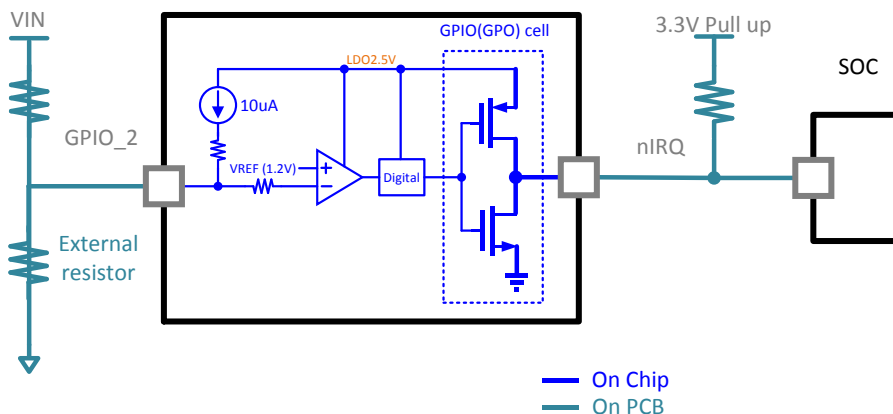 VIN
GPIO(GPO) cell
3.3V Pull up
LDO2.5V
SOC
10uA
GPIO_2
nIRQ
VREF (1.2V)
+
−
Digital
External
resistor
On Chip
On PCB